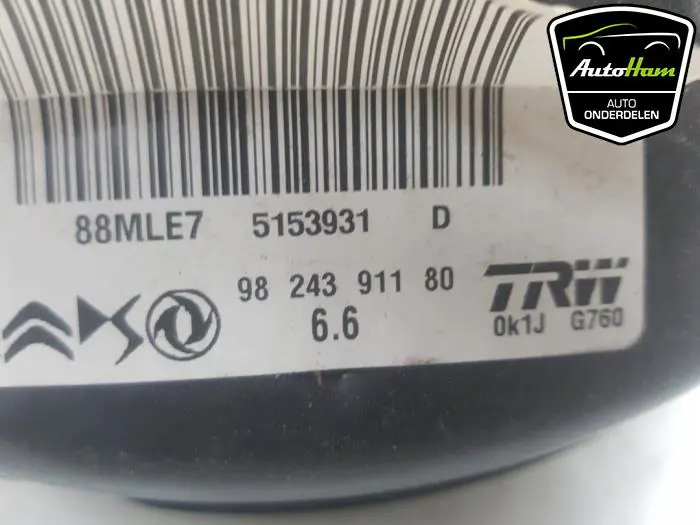 AutoHam
AUTO
ONDERDELEN
88MLE7 5153931 D
98 243 911 80
6.6
TRW
0k1J G760